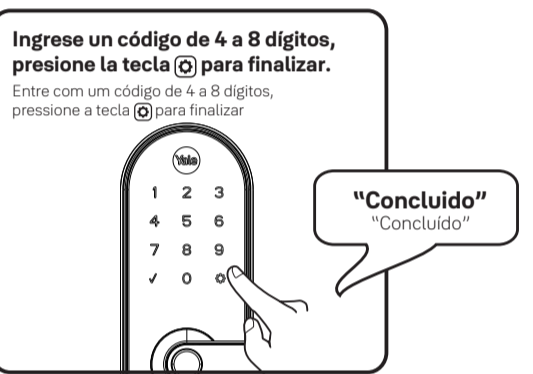 Ingrese un código de 4 a 8 dígitos,
presione la tecla para finalizar.
Entre com um código de 4 a 8 dígitos,
pressione a tecla para finalizar
Yale
1 2 3
4 5 6
7 8 9
✓ 0
“Concluido”
“Concluído”